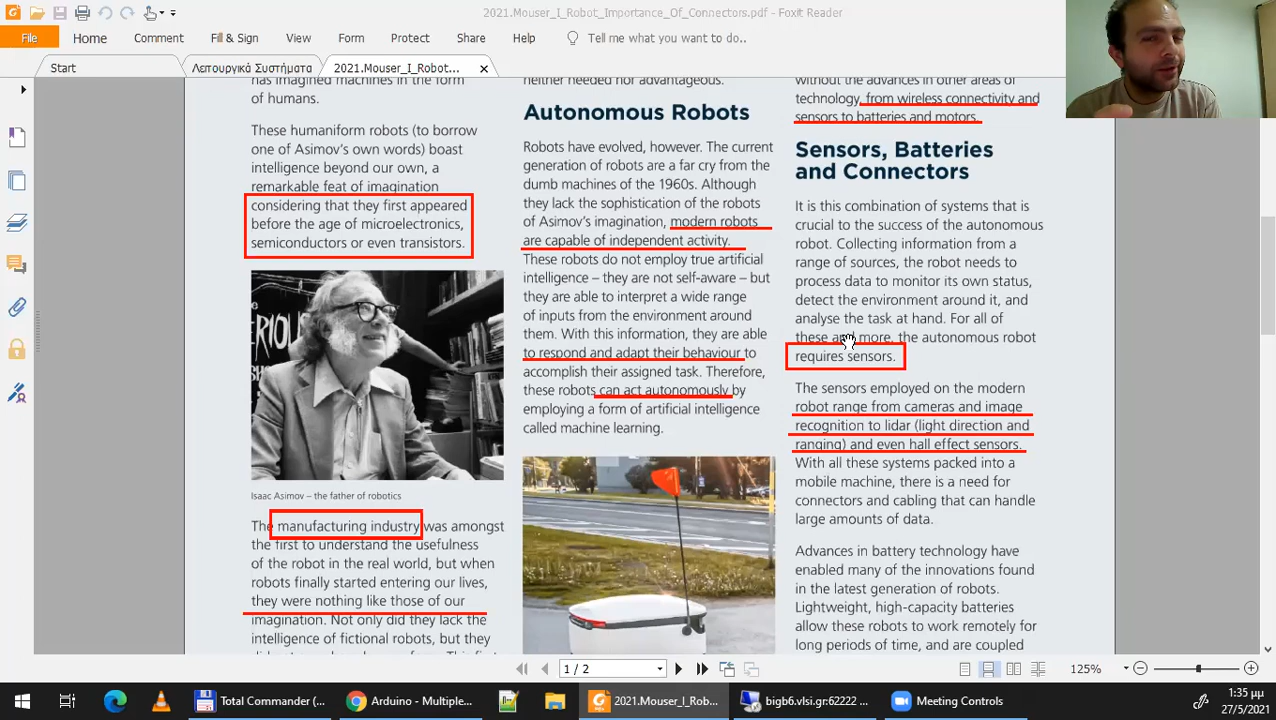 2021.Mouser_I_Robot_Importance_Of_Connectors.pdf - Foxit Reader
File
Home
Comment
Fill & Sign
View
Form
Protect
Share
Help
Tell me what you want to do..
Start
Λειτουργικά Συστήματα
2021.Mouser_I_Robot...
has imagined machines in the form
of humans.
These humaniform robots (to borrow
one of Asimov's own words) boast
intelligence beyond our own, a
remarkable feat of imagination
considering that they first appeared
before the age of microelectronics,
semiconductors or even transistors.
Isaac Asimov – the father of robotics
The manufacturing industry was amongst
the first to understand the usefulness
of the robot in the real world, but when
robots finally started entering our lives,
they were nothing like those of our
imagination. Not only did they lack the
intelligence of fictional robots, but they
neither needed nor advantageous.
Autonomous Robots
Robots have evolved, however. The current
generation of robots are a far cry from the
dumb machines of the 1960s. Although
they lack the sophistication of the robots
of Asimov's imagination, modern robots
are capable of independent activity.
These robots do not employ true artificial
intelligence – they are not self-aware – but
they are able to interpret a wide range
of inputs from the environment around
them. With this information, they are able
to respond and adapt their behaviour to
accomplish their assigned task. Therefore,
these robots can act autonomously by
employing a form of artificial intelligence
called machine learning.
without the advances in other areas of
technology, from wireless connectivity and
sensors to batteries and motors.
Sensors, Batteries
and Connectors
It is this combination of systems that is
crucial to the success of the autonomous
robot. Collecting information from a
range of sources, the robot needs to
process data to monitor its own status,
detect the environment around it, and
analyse the task at hand. For all of
these and more, the autonomous robot
requires sensors.
The sensors employed on the modern
robot range from cameras and image
recognition to lidar (light direction and
ranging) and even hall effect sensors.
With all these systems packed into a
mobile machine, there is a need for
connectors and cabling that can handle
large amounts of data.
Advances in battery technology have
enabled many of the innovations found
in the latest generation of robots.
Lightweight, high-capacity batteries
allow these robots to work remotely for
long periods of time, and are coupled
1 / 2
125%
Total Commander (...
Arduino - Multiple...
2021.Mouser_I_Rob...
bigb6.vlsi.gr:62222 ...
Meeting Controls
1:35 μμ
27/5/2021